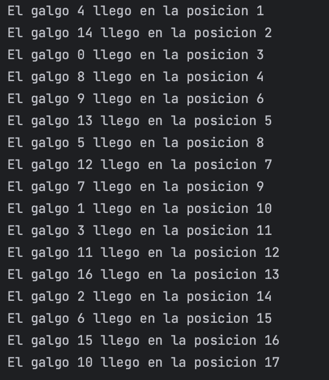 El galgo 4 llego en la posicion 1
El galgo 14 llego en la posicion 2
El galgo 0 llego en la posicion 3
El galgo 8 llego en la posicion 4
El galgo 9 llego en la posicion 6
El galgo 13 llego en la posicion 5
El galgo 5 llego en la posicion 8
El galgo 12 llego en la posicion 7
El galgo 7 llego en la posicion 9
El galgo 1 llego en la posicion 10
El galgo 3 llego en la posicion 11
El galgo 11 llego en la posicion 12
El galgo 16 llego en la posicion 13
El galgo 2 llego en la posicion 14
El galgo 6 llego en la posicion 15
El galgo 15 llego en la posicion 16
El galgo 10 llego en la posicion 17